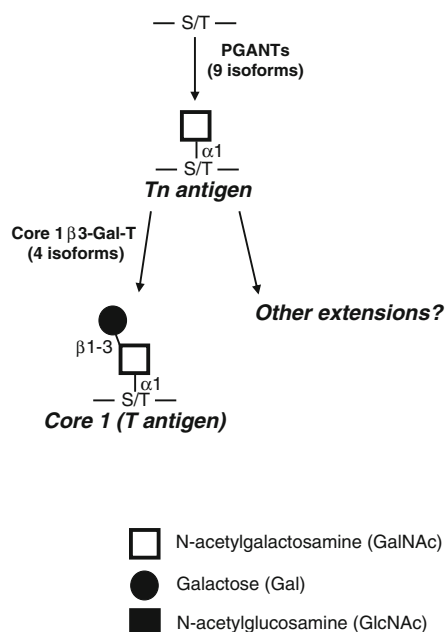 — S/T —
PGANTs
(9 isoforms)
α1
— S/T —
Tn antigen
Core 1 β3-Gal-T
(4 isoforms)
Other extensions?
β1-3
α1
— S/T —
Core 1 (T antigen)
N-acetylgalactosamine (GalNAc)
Galactose (Gal)
N-acetylglucosamine (GlcNAc)